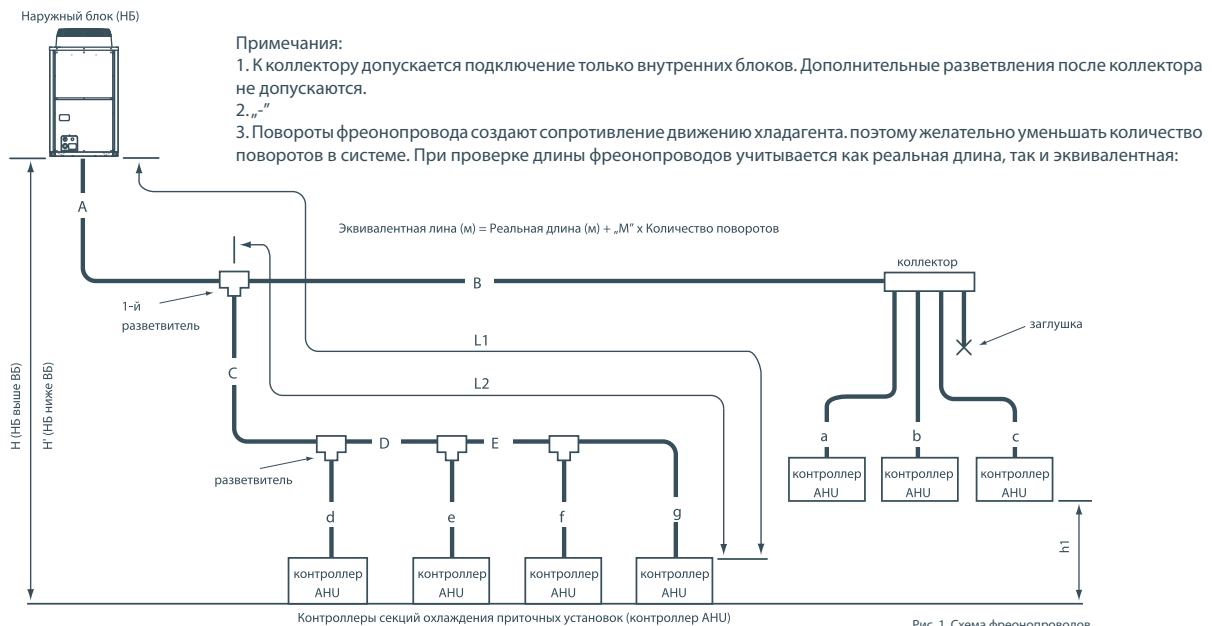 Наружный блок (НБ)
Примечания:
1. К коллектору допускается подключение только внутренних блоков. Дополнительные разветвления после коллектора
не допускаются.
2. „-”
3. Повороты фреонопровода создают сопротивление движению хладагента. поэтому желательно уменьшать количество
поворотов в системе. При проверке длины фреонопроводов учитывается как реальная длина, так и эквивалентная:
A
Эквивалентная лина (м) = Реальная длина (м) + „М” х Количество поворотов
коллектор
B
1-й
разветвитель
заглушка
L1
C
L2
H (НБ выше ВБ)
H' (НБ ниже ВБ)
a
b
c
D
E
контроллер
AHU
контроллер
AHU
контроллер
AHU
разветвитель
d
e
f
g
h1
контроллер
AHU
контроллер
AHU
контроллер
AHU
контроллер
AHU
Контроллеры секций охлаждения приточных установок (контроллер AHU)
Рис. 1. Схема фреонопроводов